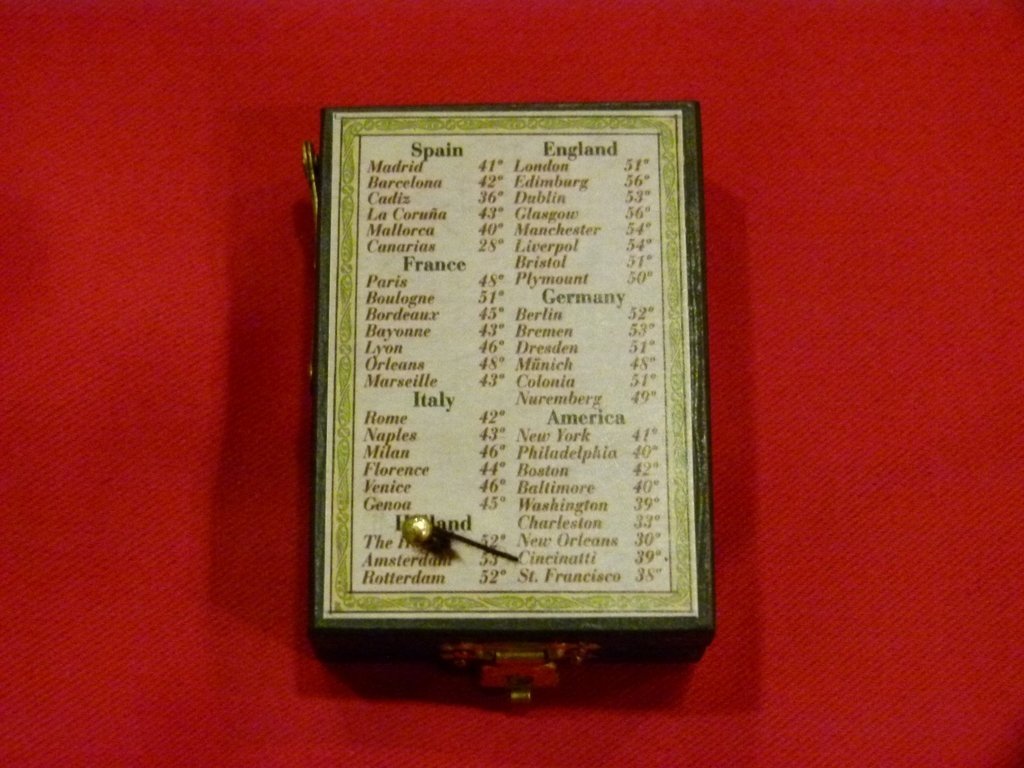 Spain
Madrid 41°
Barcelona 42°
Cadiz 36°
La Coruña 43°
Mallorca 40°
Canarias 28°
France
Paris 48°
Boulogne 51°
Bordeaux 45°
Bayonne 43°
Lyon 46°
Orleans 48°
Marseille 43°
Italy
Rome 42°
Naples 43°
Milan 46°
Florence 44°
Venice 46°
Genoa 45°
The 52°
Amsterdam 53°
Rotterdam 52°
England
London 51°
Edimburg 56°
Dublin 53°
Glasgow 56°
Manchester 54°
Liverpol 54°
Bristol 51°
Plymount 50°
Germany
Berlin 52°
Bremen 53°
Dresden 51°
Münich 48°
Colonia 51°
Nuremberg 49°
America
New York 41°
Philadelphia 40°
Boston 42°
Baltimore 40°
Washington 39°
Charleston 33°
New Orleans 30°
Cincinatti 39°
St. Francisco 38°